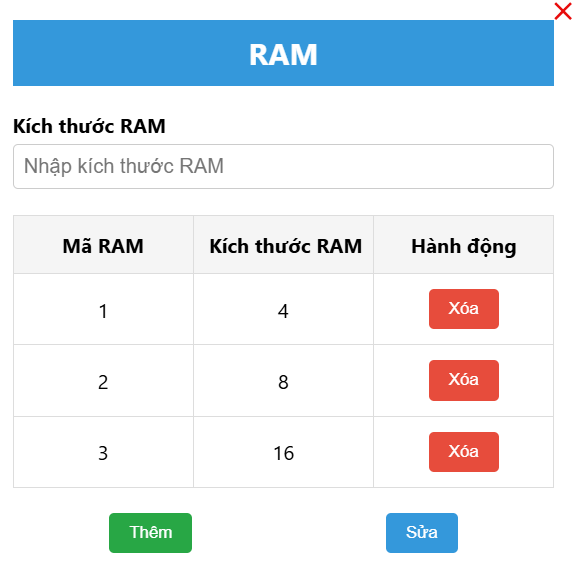 RAM
Kích thước RAM
Nhập kích thước RAM
Mã RAM Kích thước RAM Hành động
1 4 Xóa
2 8 Xóa
3 16 Xóa
Thêm Sửa